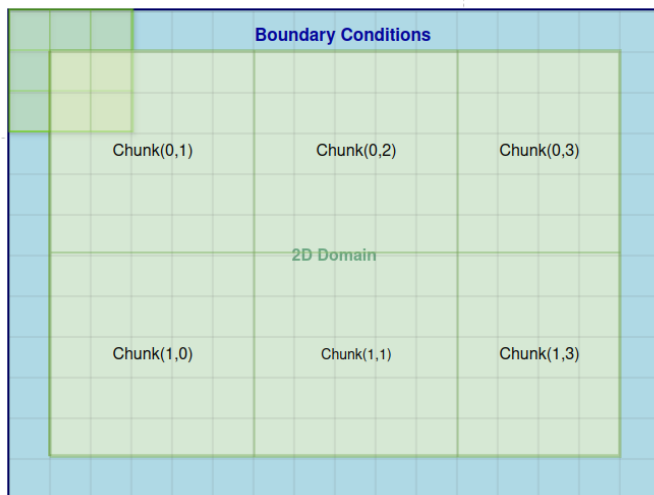 Boundary Conditions
Chunk(0,1)
Chunk(0,2)
Chunk(0,3)
2D Domain
Chunk(1,0)
Chunk(1,1)
Chunk(1,3)